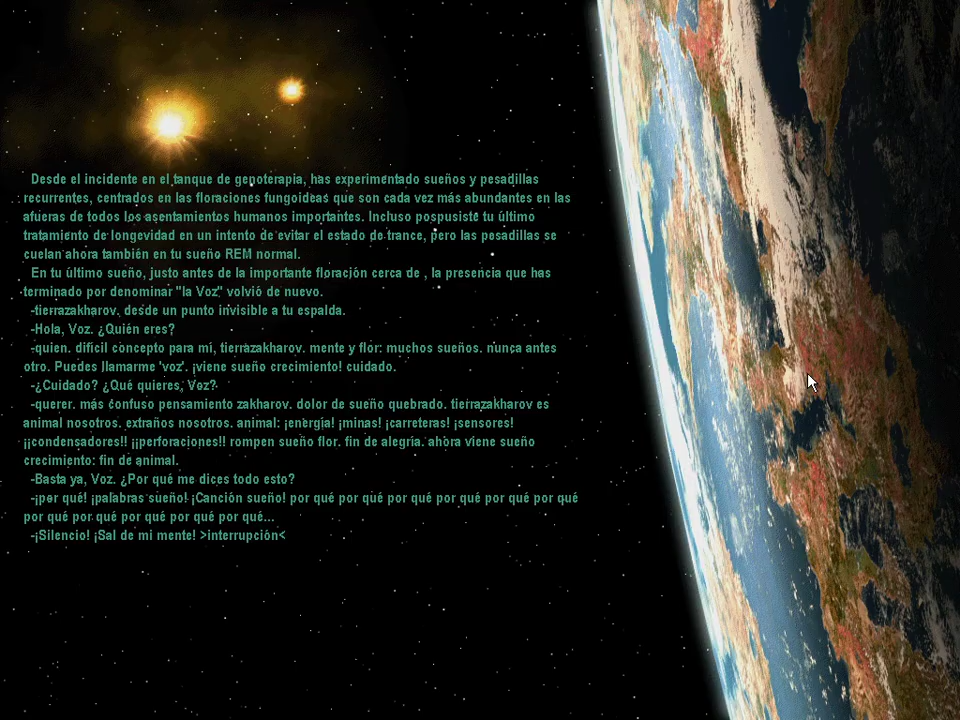 Desde el incidente en el tanque de genoterapia, has experimentado sueños y pesadillas
recurrentes, centrados en las floraciones fungoideas que son cada vez más abundantes en las
afueras de todos los asentamientos humanos importantes. Incluso pospusiste tu último
tratamiento de longevidad en un intento de evitar el estado de trance, pero las pesadillas se
cuelan ahora también en tu sueño REM normal.
En tu último sueño, justo antes de la importante floración cerca de , la presencia que has
terminado por denominar "la Voz" volvió de nuevo.
-tierrazakharov. desde un punto invisible a tu espalda.
-Hola, Voz. ¿Quién eres?
-quien. difícil concepto para mí, tierrazakharov. mente y flor: muchos sueños. nunca antes
otro. Puedes llamarme 'voz'. ¡viene sueño crecimiento! cuidado.
-¿Cuidado? ¿Qué quieres, Voz?
-querer. más confuso pensamiento zakharov. dolor de sueño quebrado. tierrazakharov es
animal nosotros. extraños nosotros. animal: ¡energía! ¡minas! ¡carreteras! ¡sensores!
¡¡condensadores!! ¡¡perforaciones!! rompen sueño flor. fin de alegría. ahora viene sueño
crecimiento: fin de animal.
-Basta ya, Voz. ¿Por qué me dices todo esto?
-¡por qué! ¡palabras sueño! ¡Canción sueño! por qué por qué por qué por qué por qué por qué
por qué por qué por qué por qué por qué...
-¡Silencio! ¡Sal de mi mente! >interrupción<